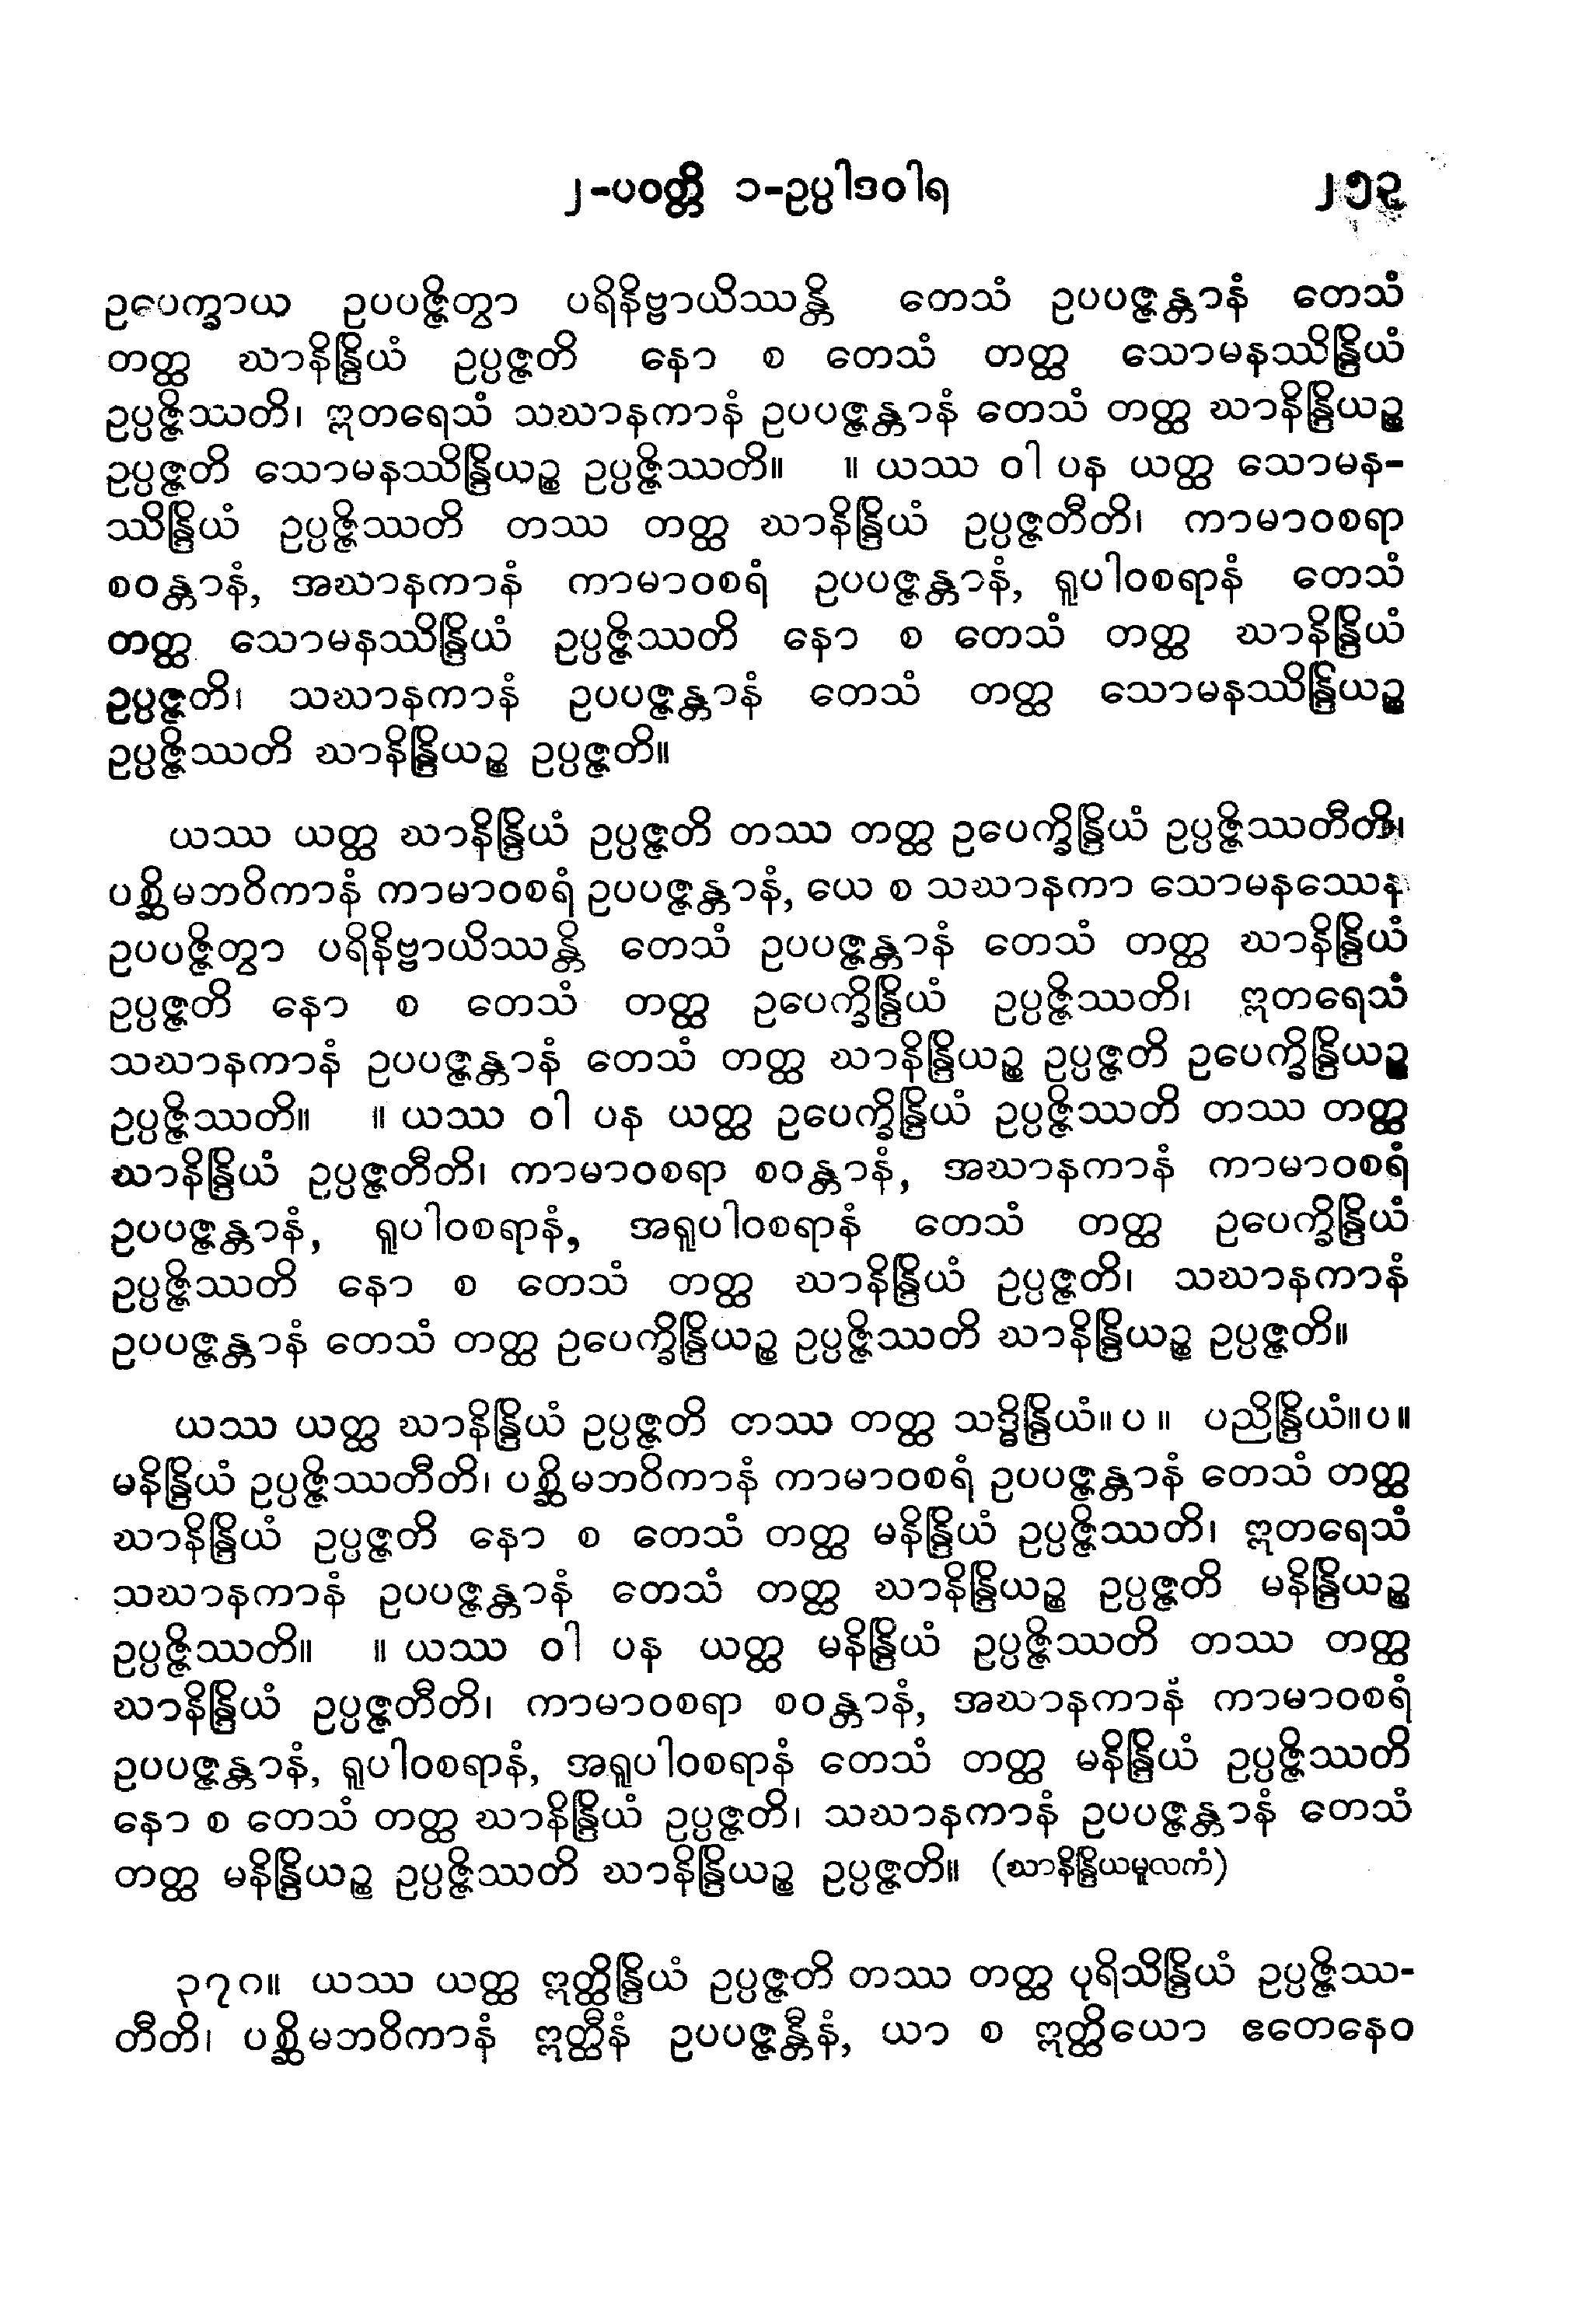 ၂-ပဝတ္တိ ၁-ဥပ္ပါဒဝါရ ၂၅၃
ဥပေက္ခာယ ဥပပဇ္ဇိတွာ ပရိနိဗ္ဗာယိဿန္တိ တေသံ ဥပပဇ္ဇန္တာနံ တေသံ
တတ္ထ ဃာနိန္ဒြိယံ ဥပ္ပဇ္ဇတိ နော စ တေသံ တတ္ထ သောမနဿိန္ဒြိယံ
ဥပ္ပဇ္ဇိဿတိ၊ ဣတရေသံ သဃာနကာနံ ဥပပဇ္ဇန္တာနံ တေသံ တတ္ထ ဃာနိန္ဒြိယဉ္စ
ဥပ္ပဇ္ဇတိ သောမနဿိန္ဒြိယဉ္စ ဥပ္ပဇ္ဇိဿတိ။ ။ ယဿ ဝါ ပန ယတ္ထ သောမန-
ဿိန္ဒြိယံ ဥပ္ပဇ္ဇိဿတိ တဿ တတ္ထ ဃာနိန္ဒြိယံ ဥပ္ပဇ္ဇတီတိ၊ ကာမာဝစရာ
စဝန္တာနံ, အဃာနကာနံ ကာမာဝစရံ ဥပပဇ္ဇန္တာနံ, ရူပါဝစရာနံ တေသံ
တတ္ထ သောမနဿိန္ဒြိယံ ဥပ္ပဇ္ဇိဿတိ နော စ တေသံ တတ္ထ ဃာနိန္ဒြိယံ
ဥပ္ပဇ္ဇတိ၊ သဃာနကာနံ ဥပပဇ္ဇန္တာနံ တေသံ တတ္ထ သောမနဿိန္ဒြိယဉ္စ
ဥပ္ပဇ္ဇိဿတိ ဃာနိန္ဒြိယဉ္စ ဥပ္ပဇ္ဇတိ။
ယဿ ယတ္ထ ဃာနိန္ဒြိယံ ဥပ္ပဇ္ဇတိ တဿ တတ္ထ ဥပေက္ခိန္ဒြိယံ ဥပ္ပဇ္ဇိဿတီတိ၊
ပစ္ဆိမဘဝိကာနံ ကာမာဝစရံ ဥပပဇ္ဇန္တာနံ, ယေ စ သဃာနကာ သောမနဿေန
ဥပပဇ္ဇိတွာ ပရိနိဗ္ဗာယိဿန္တိ တေသံ ဥပပဇ္ဇန္တာနံ တေသံ တတ္ထ ဃာနိန္ဒြိယံ
ဥပ္ပဇ္ဇတိ နော စ တေသံ တတ္ထ ဥပေက္ခိန္ဒြိယံ ဥပ္ပဇ္ဇိဿတိ၊ ဣတရေသံ
သဃာနကာနံ ဥပပဇ္ဇန္တာနံ တေသံ တတ္ထ ဃာနိန္ဒြိယဉ္စ ဥပ္ပဇ္ဇတိ ဥပေက္ခိန္ဒြိယဉ္စ
ဥပ္ပဇ္ဇိဿတိ။ ။ ယဿ ဝါ ပန ယတ္ထ ဥပေက္ခိန္ဒြိယံ ဥပ္ပဇ္ဇိဿတိ တဿ တတ္ထ
ဃာနိန္ဒြိယံ ဥပ္ပဇ္ဇတီတိ၊ ကာမာဝစရာ စဝန္တာနံ, အဃာနကာနံ ကာမာဝစရံ
ဥပပဇ္ဇန္တာနံ, ရူပါဝစရာနံ, အရူပါဝစရာနံ တေသံ တတ္ထ ဥပေက္ခိန္ဒြိယံ
ဥပ္ပဇ္ဇိဿတိ နော စ တေသံ တတ္ထ ဃာနိန္ဒြိယံ ဥပ္ပဇ္ဇတိ၊ သဃာနကာနံ
ဥပပဇ္ဇန္တာနံ တေသံ တတ္ထ ဥပေက္ခိန္ဒြိယဉ္စ ဥပ္ပဇ္ဇိဿတိ ဃာနိန္ဒြိယဉ္စ ဥပ္ပဇ္ဇတိ။
ယဿ ယတ္ထ ဃာနိန္ဒြိယံ ဥပ္ပဇ္ဇတိ တဿ တတ္ထ သဒ္ဓိန္ဒြိယံ။ ပ ။ ပညိန္ဒြိယံ။ ပ ။
မနိန္ဒြိယံ ဥပ္ပဇ္ဇိဿတီတိ၊ ပစ္ဆိမဘဝိကာနံ ကာမာဝစရံ ဥပပဇ္ဇန္တာနံ တေသံ တတ္ထ
ဃာနိန္ဒြိယံ ဥပ္ပဇ္ဇတိ နော စ တေသံ တတ္ထ မနိန္ဒြိယံ ဥပ္ပဇ္ဇိဿတိ၊ ဣတရေသံ
သဃာနကာနံ ဥပပဇ္ဇန္တာနံ တေသံ တတ္ထ ဃာနိန္ဒြိယဉ္စ ဥပ္ပဇ္ဇတိ မနိန္ဒြိယဉ္စ
ဥပ္ပဇ္ဇိဿတိ။ ။ ယဿ ဝါ ပန ယတ္ထ မနိန္ဒြိယံ ဥပ္ပဇ္ဇိဿတိ တဿ တတ္ထ
ဃာနိန္ဒြိယံ ဥပ္ပဇ္ဇတီတိ၊ ကာမာဝစရာ စဝန္တာနံ, အဃာနကာနံ ကာမာဝစရံ
ဥပပဇ္ဇန္တာနံ, ရူပါဝစရာနံ, အရူပါဝစရာနံ တေသံ တတ္ထ မနိန္ဒြိယံ ဥပ္ပဇ္ဇိဿတိ
နော စ တေသံ တတ္ထ ဃာနိန္ဒြိယံ ဥပ္ပဇ္ဇတိ၊ သဃာနကာနံ ဥပပဇ္ဇန္တာနံ တေသံ
တတ္ထ မနိန္ဒြိယဉ္စ ဥပ္ပဇ္ဇိဿတိ ဃာနိန္ဒြိယဉ္စ ဥပ္ပဇ္ဇတိ။ (ဃာနိန္ဒြိယမူလကံ)
၃၇၈။ ယဿ ယတ္ထ ဣတ္ထိန္ဒြိယံ ဥပ္ပဇ္ဇတိ တဿ တတ္ထ ပုရိသိန္ဒြိယံ ဥပ္ပဇ္ဇိဿ-
တီတိ၊ ပစ္ဆိမဘဝိကာနံ ဣတ္ထီနံ ဥပပဇ္ဇန္တီနံ, ယာ စ ဣတ္ထိယော ဧတေနေဝ